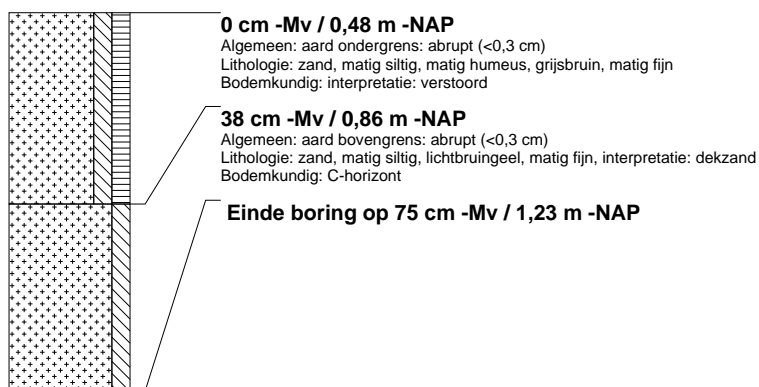 0 cm -Mv / 0,48 m -NAP
Algemeen: aard ondergrens: abrupt (<0,3 cm)
Lithologie: zand, matig siltig, matig humeus, grijsbruin, matig fijn
Bodemkundig: interpretatie: verstoord
38 cm -Mv / 0,86 m -NAP
Algemeen: aard bovengrens: abrupt (<0,3 cm)
Lithologie: zand, matig siltig, lichtbruingeel, matig fijn, interpretatie: dekzand
Bodemkundig: C-horizont
Einde boring op 75 cm -Mv / 1,23 m -NAP